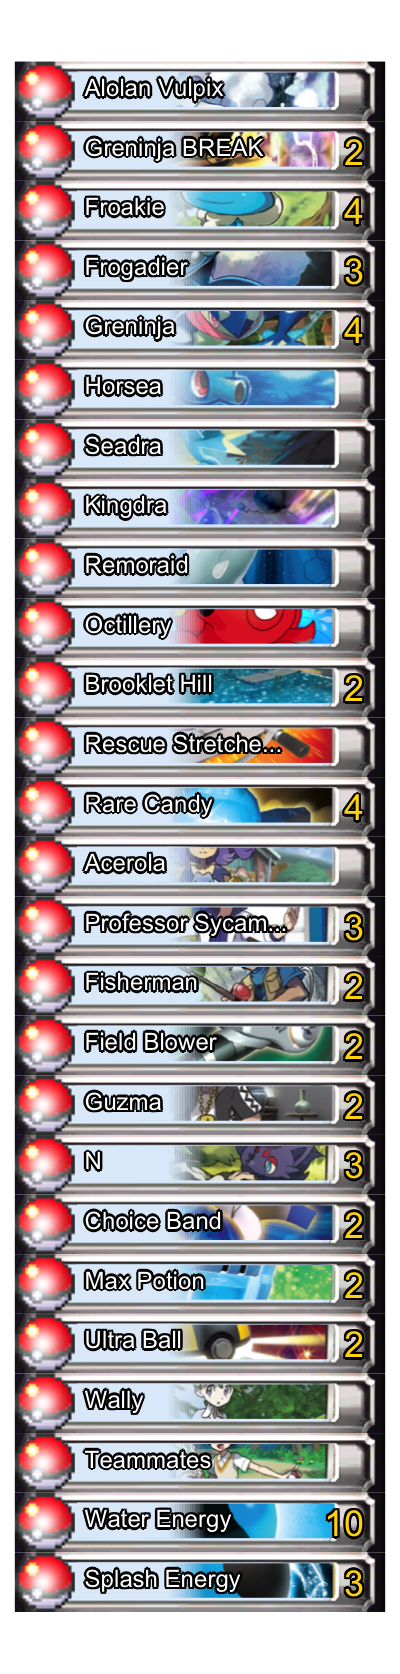 Alolan Vulpix
Greninja BREAK 2
Froakie 4
Frogadier 3
Greninja 4
Horsea
Seadra
Kingdra
Remoraid
Octillery
Brooklet Hill 2
Rescue Stretche...
Rare Candy 4
Acerola
Professor Sycam... 3
Fisherman 2
Field Blower 2
Guzma 2
N 3
Choice Band 2
Max Potion 2
Ultra Ball 2
Wally
Teammates
Water Energy 10
Splash Energy 3